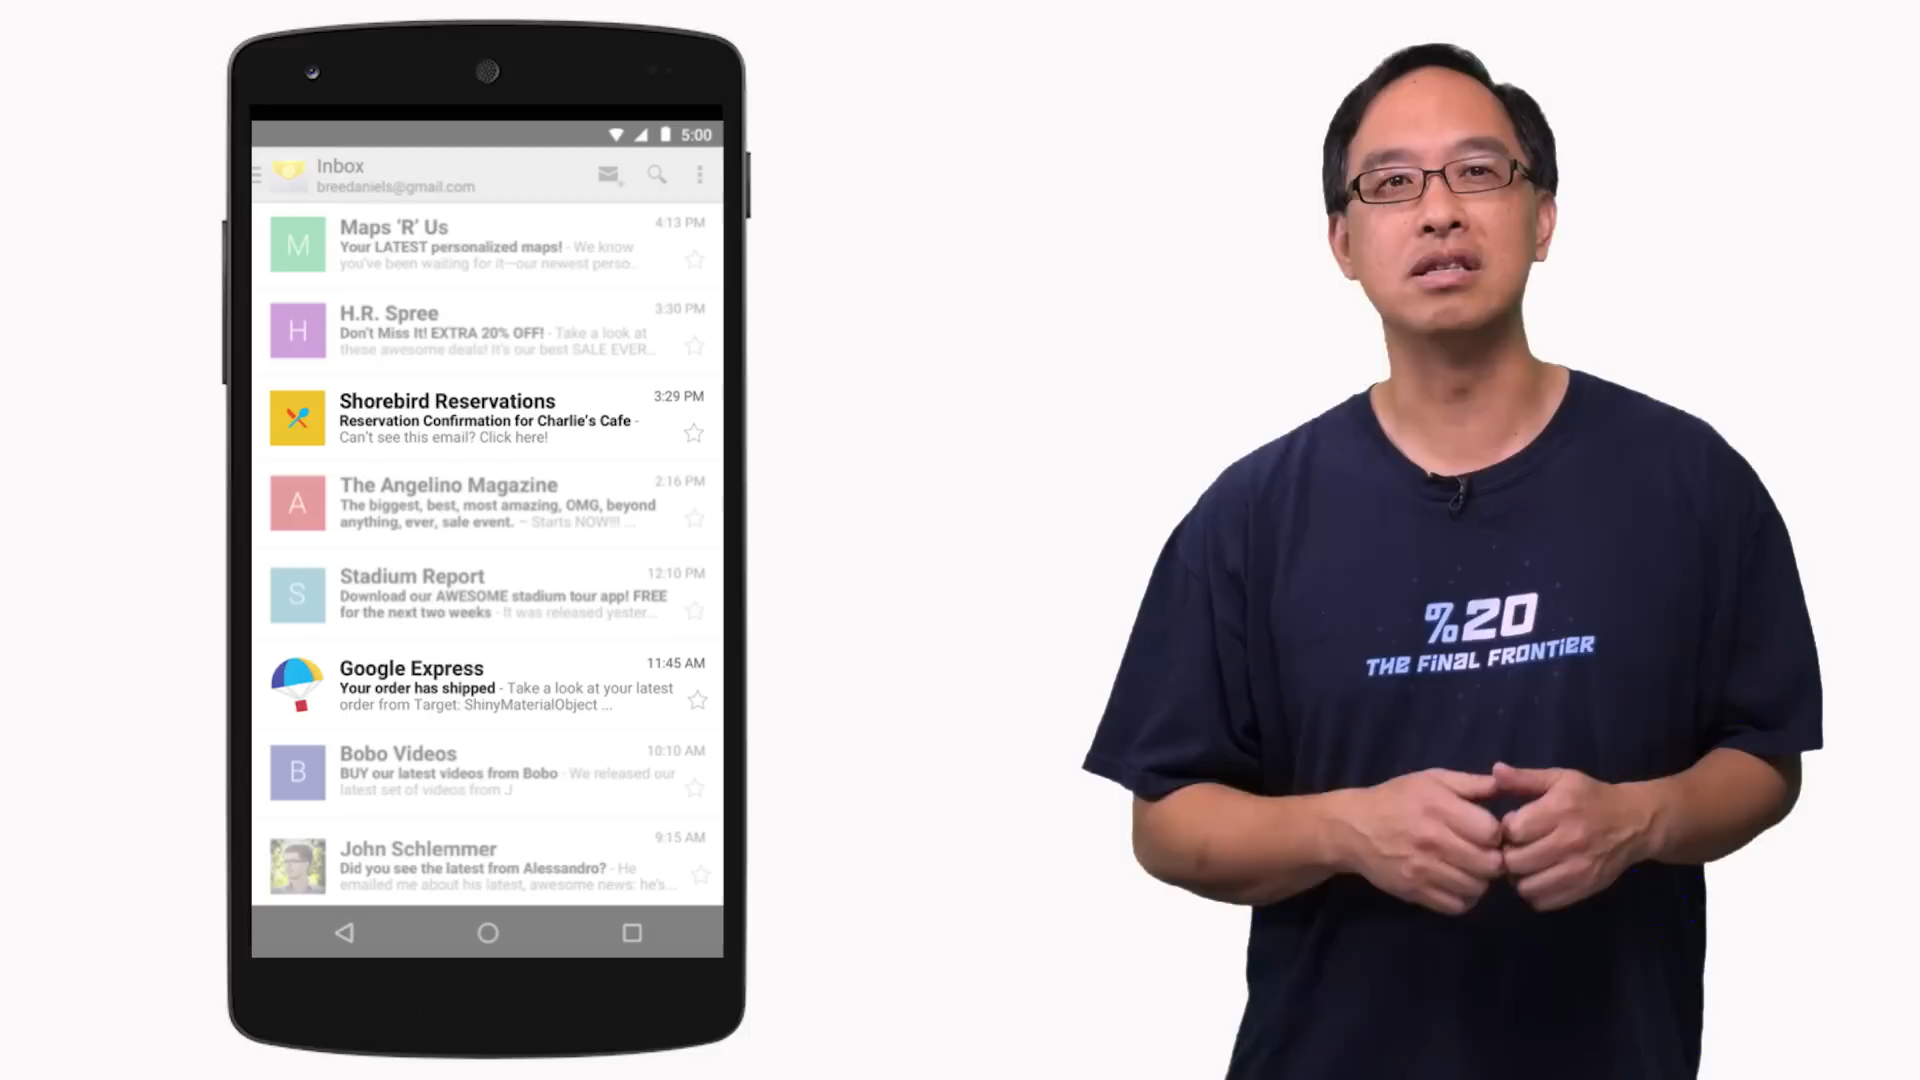 5:00
Inbox
breedaniels@gmail.com
M
Maps ‘R’ Us
4:13 PM
Your LATEST personalized maps! - We know
you’ve been waiting for it—our newest perso...
H
H.R. Spree
3:30 PM
Don’t Miss It! EXTRA 20% OFF! - Take a look at
these awesome deals! It’s our best SALE EVER...
Shorebird Reservations
3:29 PM
Reservation Confirmation for Charlie’s Cafe -
Can’t see this email? Click here!
A
The Angelino Magazine
2:16 PM
The biggest, best, most amazing, OMG, beyond
anything, ever, sale event. – Starts NOW!!! ...
S
Stadium Report
12:10 PM
Download our AWESOME stadium tour app! FREE
for the next two weeks - It was released yester...
Google Express
11:45 AM
Your order has shipped - Take a look at your latest
order from Target: ShinyMaterialObject ...
B
Bobo Videos
10:10 AM
BUY our latest videos from Bobo - We released our
latest set of videos from J
John Schlemmer
9:15 AM
Did you see the latest from Alessandro? - He
emailed me about his latest, awesome news: he’s...
%20
THE FINAL FRONTIER